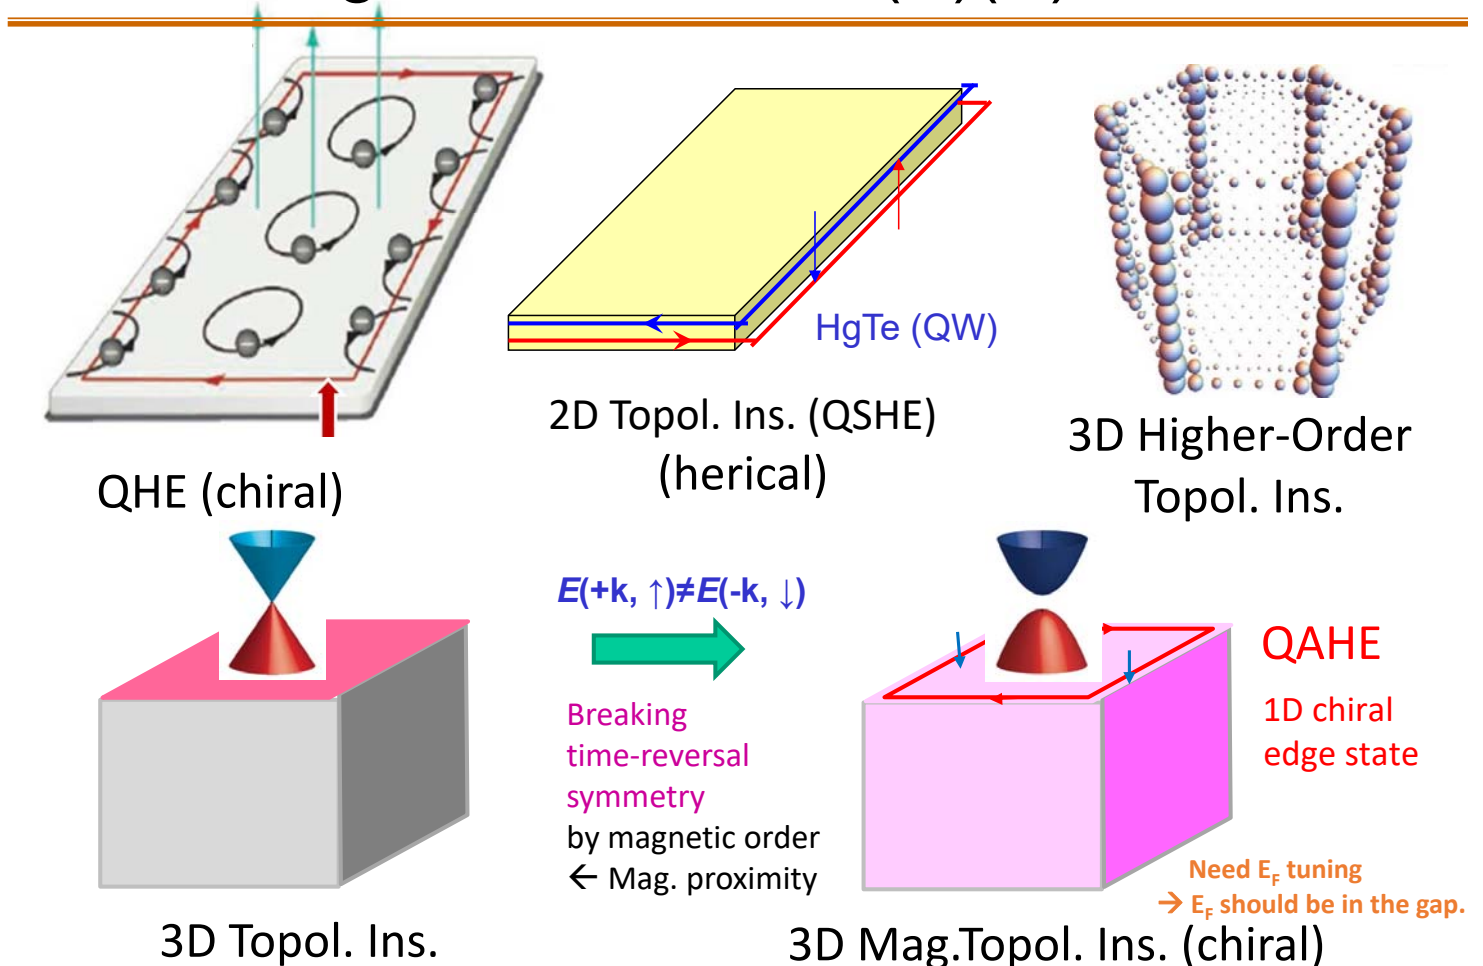 HgTe (QW)
2D Topol. Ins. (QSHE)
(herical)
3D Higher-Order
Topol. Ins.
QHE (chiral)
E(+k, ↑)≠E(-k, ↓)
Breaking
time-reversal
symmetry
by magnetic order
← Mag. proximity
QAHE
1D chiral
edge state
Need E_F tuning
→ E_F should be in the gap.
3D Topol. Ins.
3D Mag.Topol. Ins. (chiral)